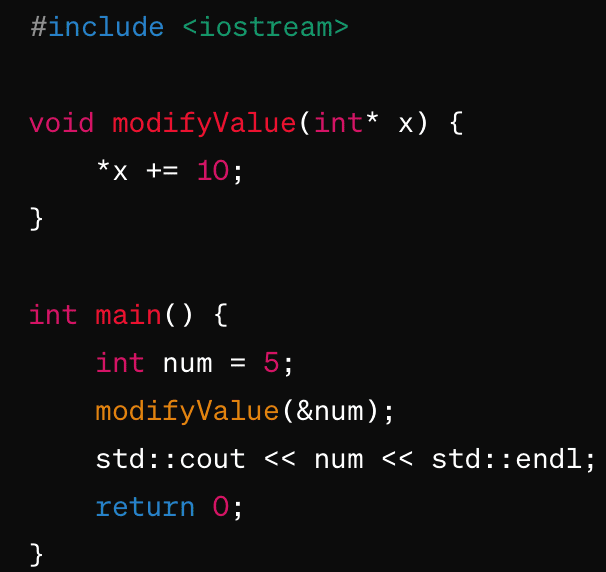 #include <iostream>

void modifyValue(int* x) {
    *x += 10;
}

int main() {
    int num = 5;
    modifyValue(&num);
    std::cout << num << std::endl;
    return 0;
}